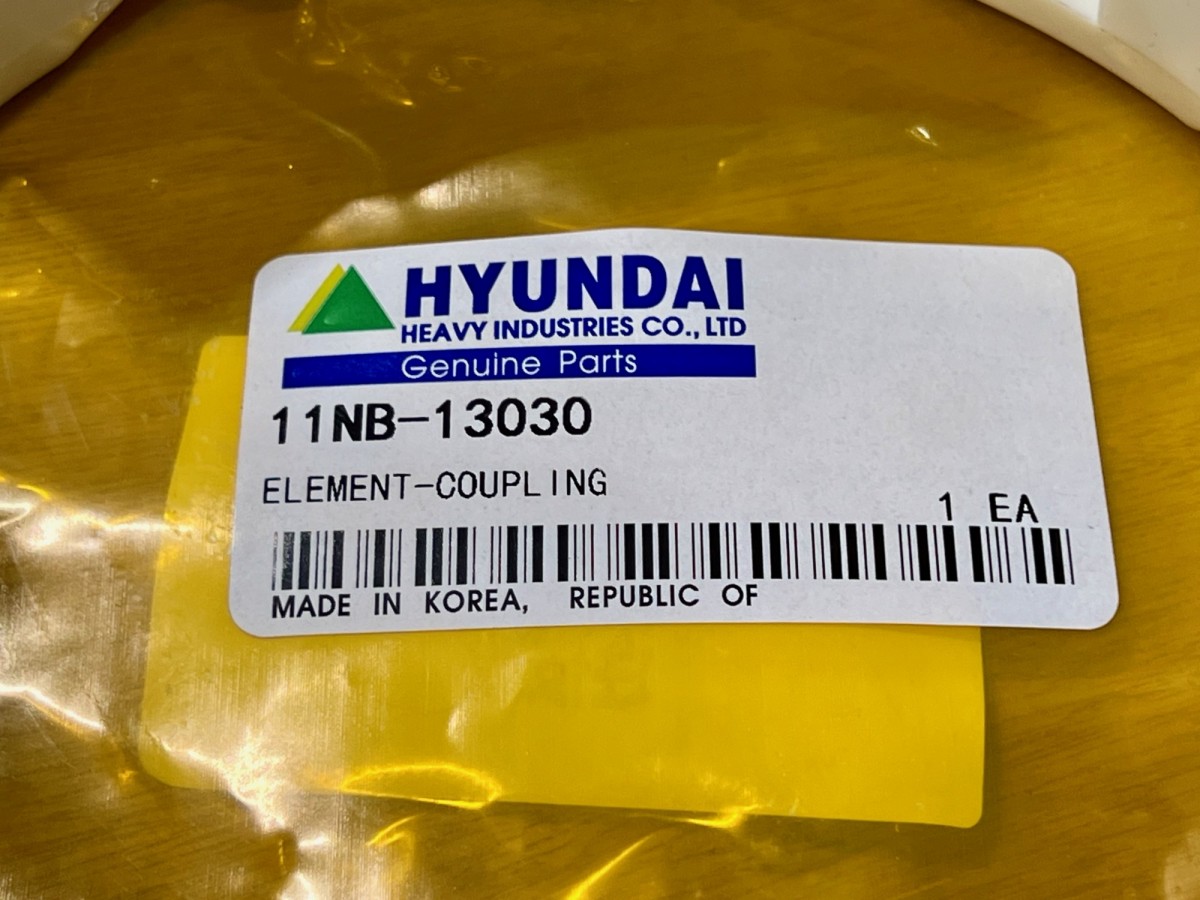 HYUNDAI
HEAVY INDUSTRIES CO., LTD
Genuine Parts
11NB-13030
ELEMENT-COUPLING
1 EA
MADE IN KOREA, REPUBLIC OF